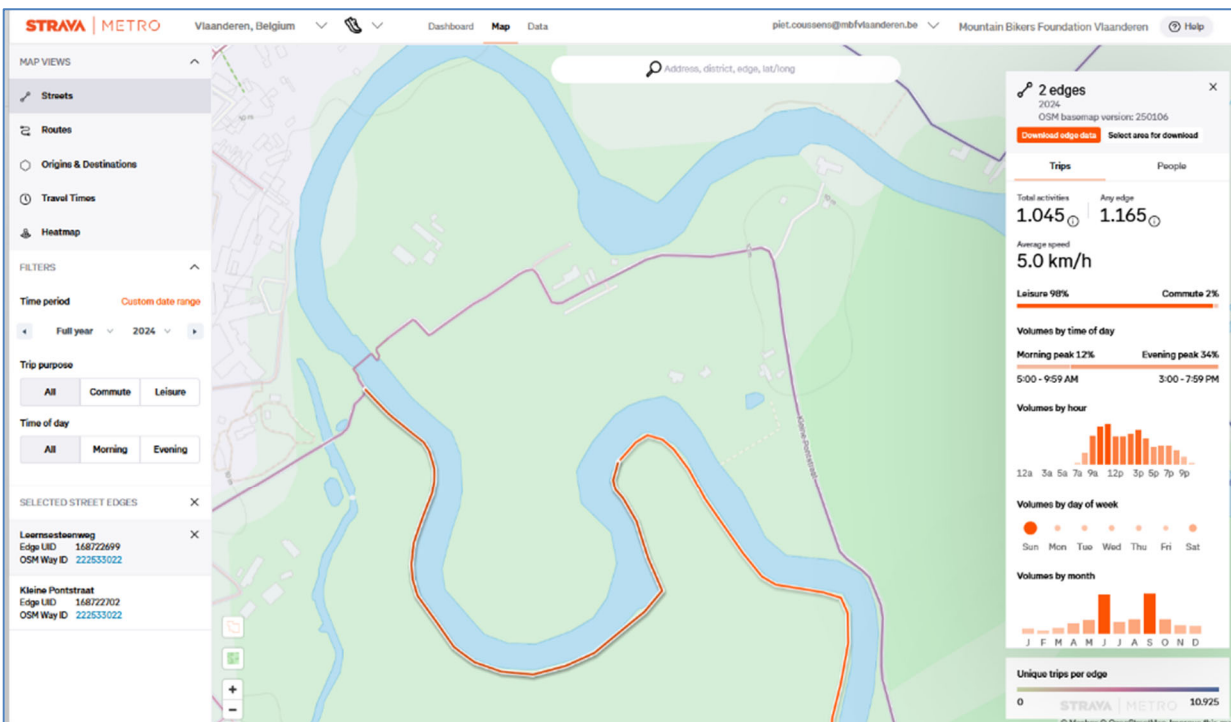 STRAVA | METRO
Vlaanderen, Belgium
Dashboard Map Data
piet.coussens@mbfvlaanderen.be
Mountain Bikers Foundation Vlaanderen
Help
MAP VIEWS
Streets
Routes
Origins & Destinations
Travel Times
Heatmap
FILTERS
Time period Custom date range
Full year 2024
Trip purpose
All Commute Leisure
Time of day
All Morning Evening
SELECTED STREET EDGES
Leernsesteenweg
Edge UID 168722699
OSM Way ID 222533022
Kleine Pontstraat
Edge UID 168722702
OSM Way ID 222533022
Address, district, edge, lat/long
Kleine Pontstraat
2 edges
2024
OSM basemap version: 250106
Download edge data Select area for download
Trips People
Total activities Any edge
1.045 1.165
Average speed
5.0 km/h
Leisure 98% Commute 2%
Volumes by time of day
Morning peak 12% Evening peak 34%
5:00 - 9:59 AM 3:00 - 7:59 PM
Volumes by hour
12a 3a 5a 7a 9a 12p 3p 5p 7p 9p
Volumes by day of week
Sun Mon Tue Wed Thu Fri Sat
Volumes by month
J F M A M J J A S O N D
Unique trips per edge
0 10.925
STRAVA | METRO